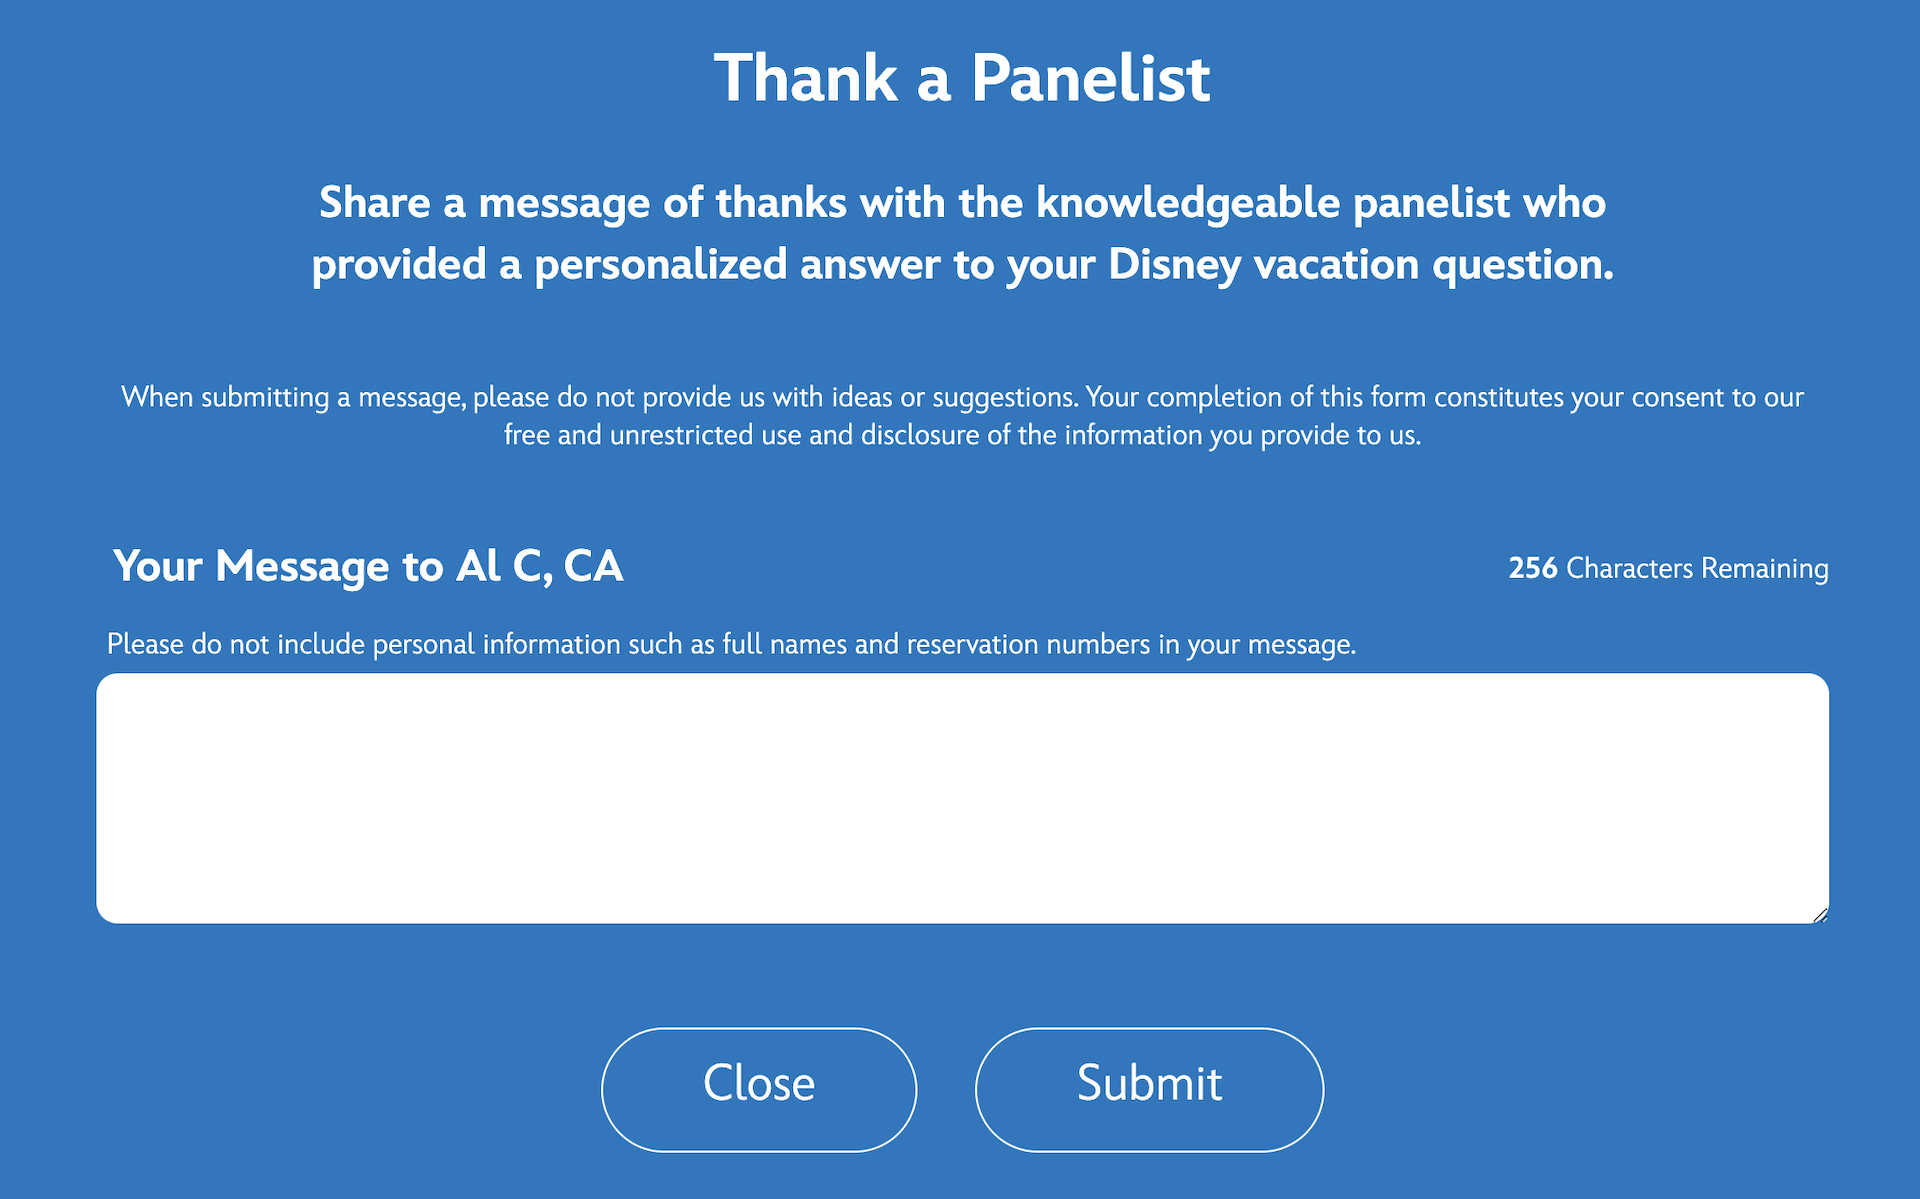 Thank a Panelist
Share a message of thanks with the knowledgeable panelist who
provided a personalized answer to your Disney vacation question.
When submitting a message, please do not provide us with ideas or suggestions. Your completion of this form constitutes your consent to our
free and unrestricted use and disclosure of the information you provide to us.
Your Message to Al C, CA
256 Characters Remaining
Please do not include personal information such as full names and reservation numbers in your message.
Close
Submit